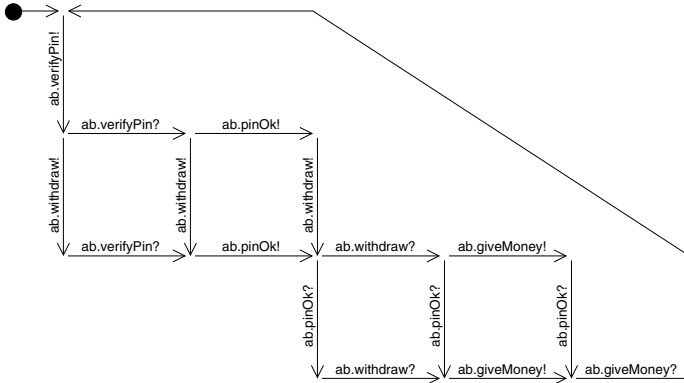 ab.verifyPin!
ab.verifyPin?
ab.pinOk!
ab.withdraw!
ab.withdraw!
ab.withdraw!
ab.verifyPin?
ab.pinOk!
ab.withdraw?
ab.giveMoney!
ab.pinOk?
ab.pinOk?
ab.pinOk?
ab.withdraw?
ab.giveMoney!
ab.giveMoney?